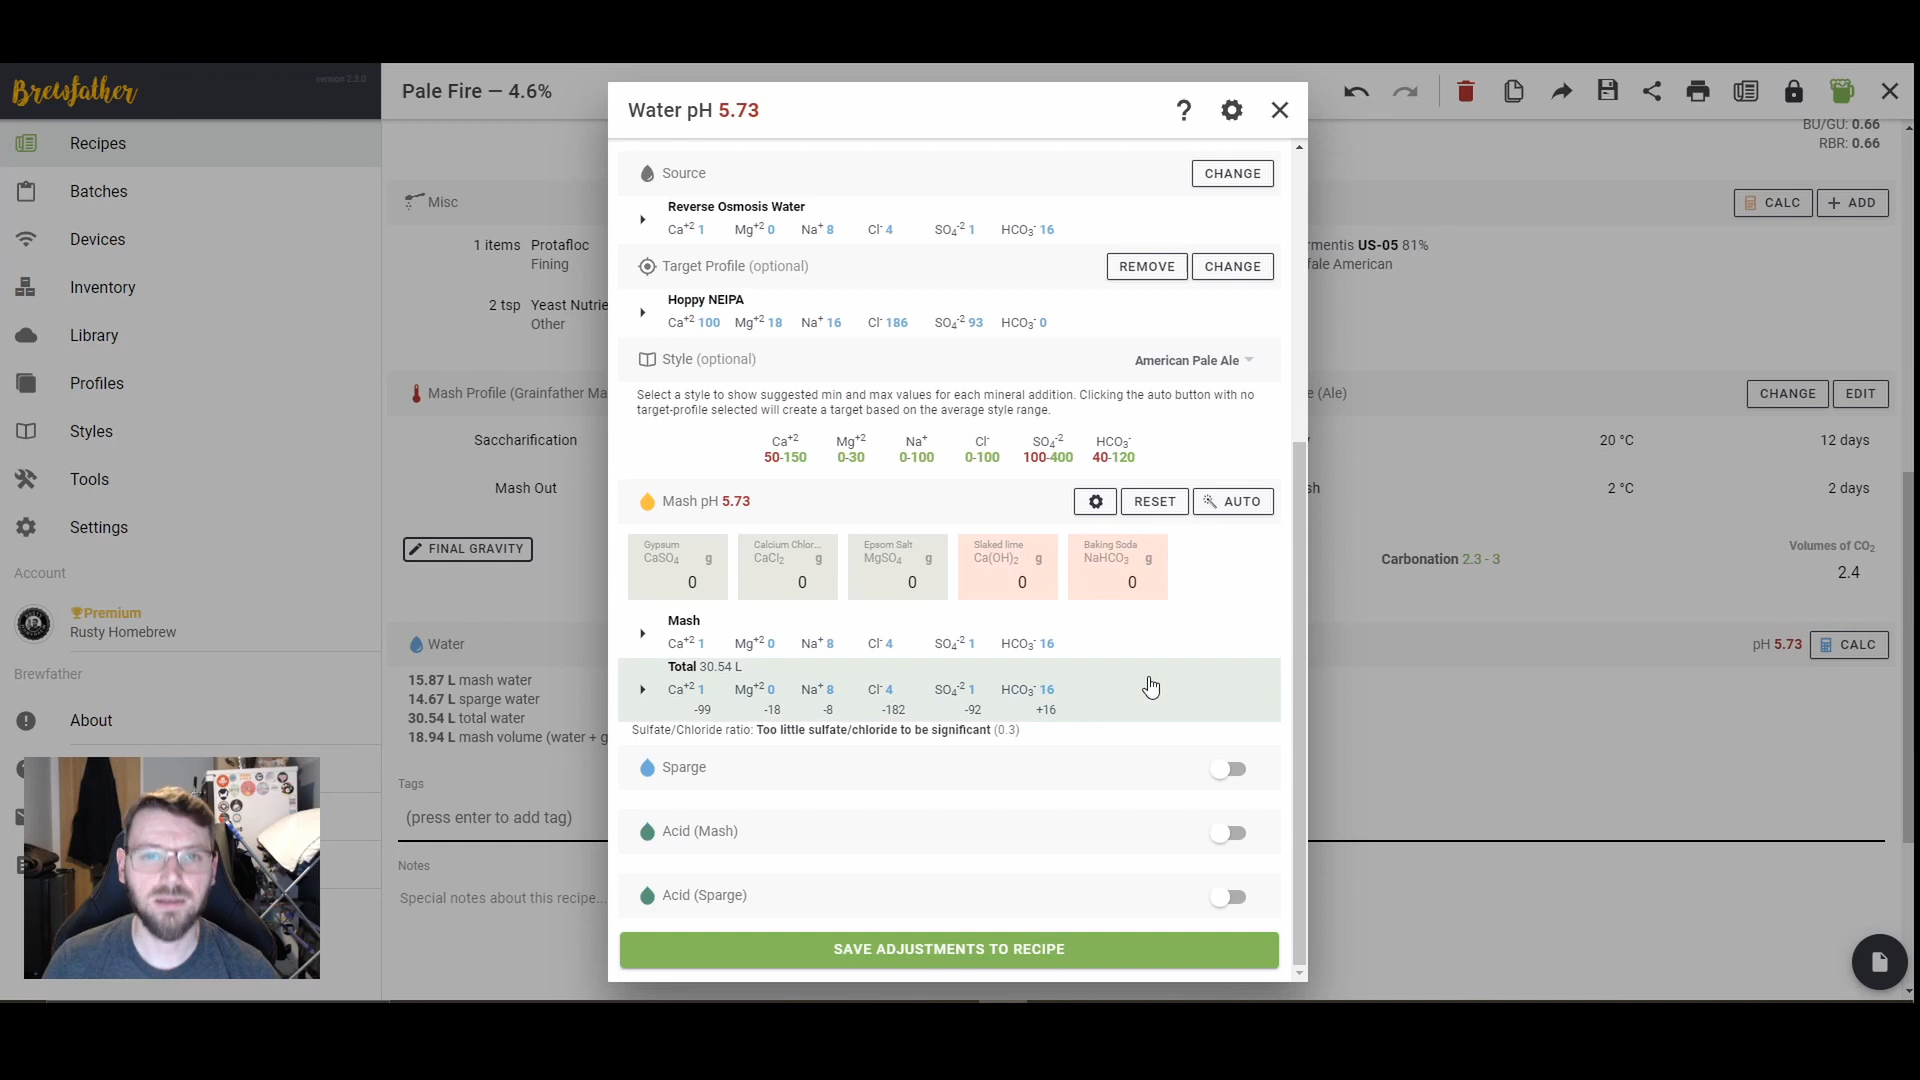 Brewfather
version 2.3.0
Recipes
Batches
Devices
Inventory
Library
Profiles
Styles
Tools
Settings
Account
Premium
Rusty Homebrew
Brewfather
About
Pale Fire — 4.6%
BU/GU: 0.66
RBR: 0.66
Misc
CALC
+ ADD
1 items Protafloc
Fining
2 tsp Yeast Nutrie
Other
mentis US-05 81%
fale American
Mash Profile (Grainfather Ma
e (Ale)
CHANGE
EDIT
Saccharification
20 °C
12 days
Mash Out
sh
2 °C
2 days
FINAL GRAVITY
Carbonation 2.3 - 3
Volumes of CO2
2.4
Water
pH 5.73
CALC
15.87 L mash water
14.67 L sparge water
30.54 L total water
18.94 L mash volume (water + g
Tags
(press enter to add tag)
Notes
Special notes about this recipe...
Water pH 5.73
?
Source
CHANGE
Reverse Osmosis Water
Ca+2 1 Mg+2 0 Na+ 8 Cl- 4 SO4-2 1 HCO3- 16
Target Profile (optional)
REMOVE
CHANGE
Hoppy NEIPA
Ca+2 100 Mg+2 18 Na+ 16 Cl- 186 SO4-2 93 HCO3- 0
Style (optional)
American Pale Ale
Select a style to show suggested min and max values for each mineral addition. Clicking the auto button with no
target-profile selected will create a target based on the average style range.
Ca+2 Mg+2 Na+ Cl- SO4-2 HCO3-
50-150 0-30 0-100 0-100 100-400 40-120
Mash pH 5.73
RESET
AUTO
Gypsum
CaSO4 g
0
Calcium Chlor...
CaCl2 g
0
Epsom Salt
MgSO4 g
0
Slaked lime
Ca(OH)2 g
0
Baking Soda
NaHCO3 g
0
Mash
Ca+2 1 Mg+2 0 Na+ 8 Cl- 4 SO4-2 1 HCO3- 16
Total 30.54 L
Ca+2 1 Mg+2 0 Na+ 8 Cl- 4 SO4-2 1 HCO3- 16
-99 -18 -8 -182 -92 +16
Sulfate/Chloride ratio: Too little sulfate/chloride to be significant (0.3)
Sparge
Acid (Mash)
Acid (Sparge)
SAVE ADJUSTMENTS TO RECIPE